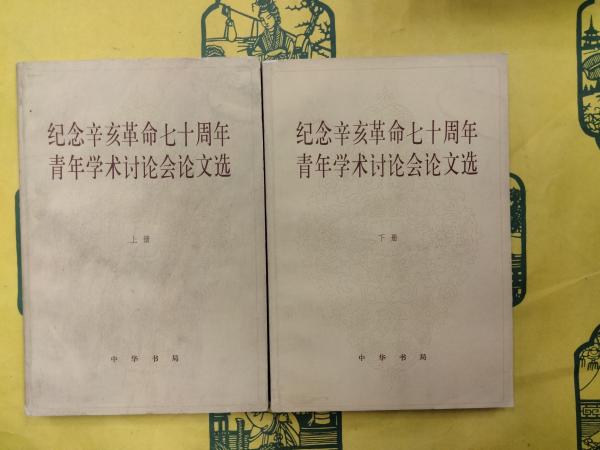 纪念辛亥革命七十周年
青年学术讨论会论文选
上册
中华书局
纪念辛亥革命七十周年
青年学术讨论会论文选
下册
中华书局